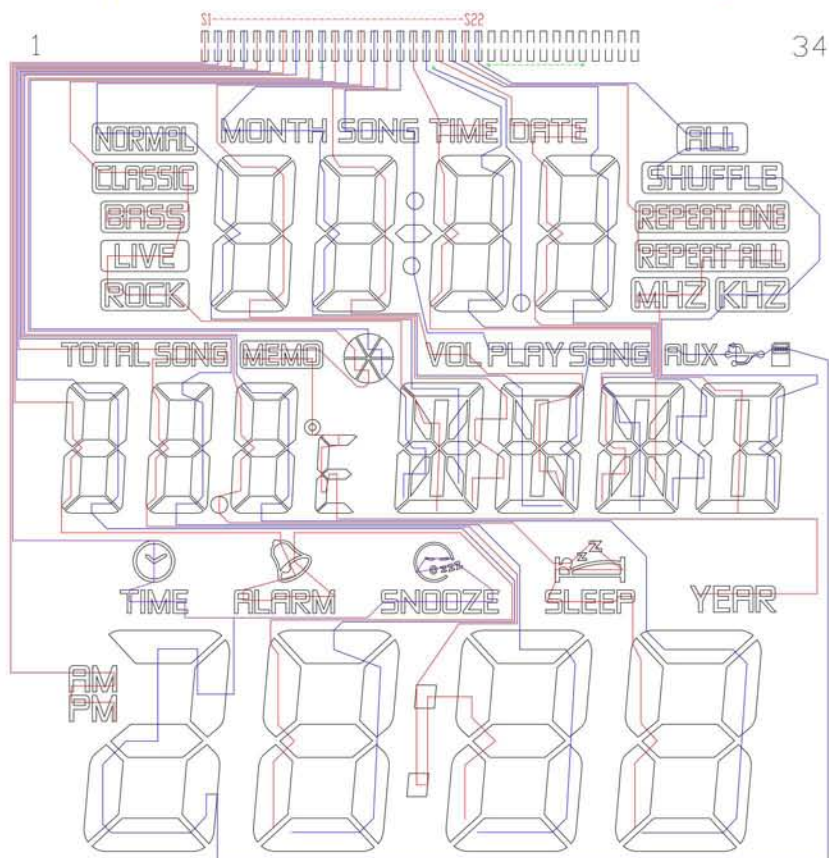 S1 S22
1 34
NORMAL MONTH SONG TIME DATE ALL
CLASSIC SHUFFLE
BASS REPEAT ONE
LIVE REPEAT ALL
ROCK MHZ KHZ
TOTAL SONG MEMO VOL PLAY SONG AUX
zzz
Z Z
TIME ALARM SNOOZE SLEEP YEAR
AM
PM